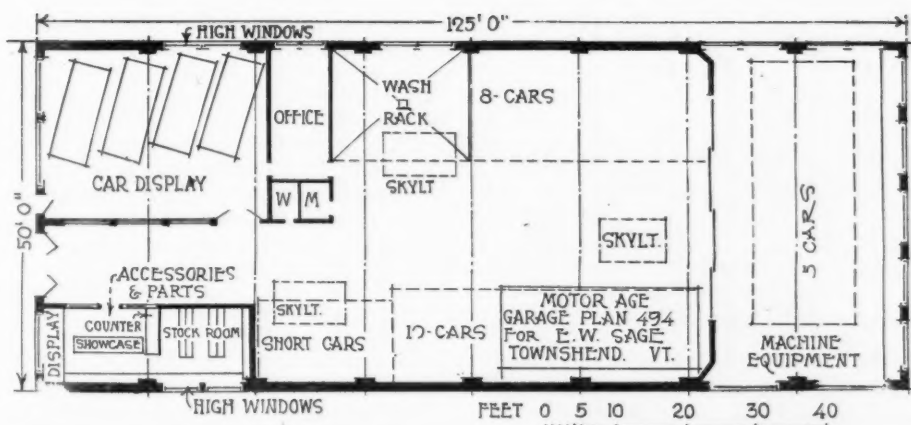 125' 0"
HIGH WINDOWS
WASH
RACK
8-CARS
OFFICE
CAR DISPLAY
SKYLT
W M
50' 0"
5 CARS
SKYLT.
ACCESSORIES
& PARTS
SKYLT.
MOTOR AGE
GARAGE PLAN 494
FOR E.W. SAGE
TOWNSHEND. VT.
COUNTER
SHOWCASE
STOCK ROOM
DISPLAY
SHORT CARS
10-CARS
MACHINE
EQUIPMENT
HIGH WINDOWS
FEET 0 5 10 20 30 40